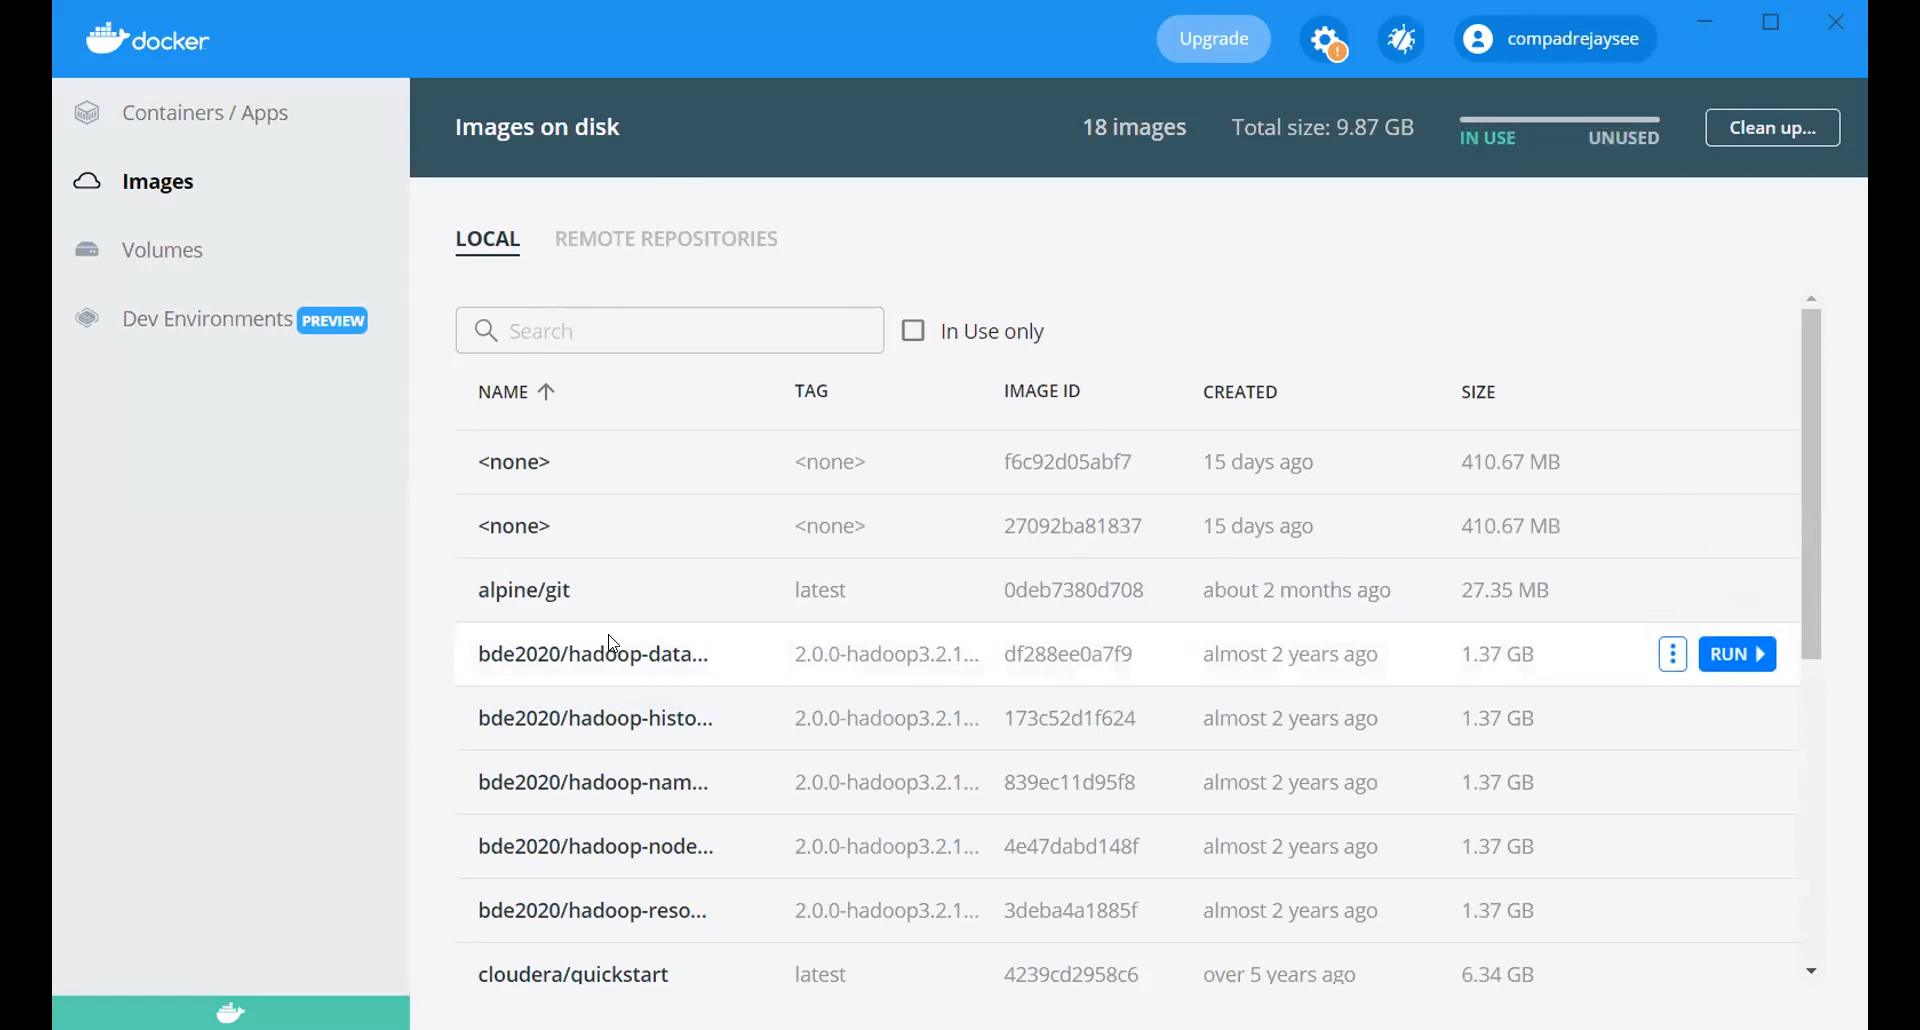 docker
Upgrade
!
compadrejaysee
Containers / Apps
Images
Volumes
Dev Environments PREVIEW
Images on disk
18 images
Total size: 9.87 GB
IN USE
UNUSED
Clean up...
LOCAL
REMOTE REPOSITORIES
Search
In Use only
NAME TAG IMAGE ID CREATED SIZE
<none> <none> f6c92d05abf7 15 days ago 410.67 MB
<none> <none> 27092ba81837 15 days ago 410.67 MB
alpine/git latest 0deb7380d708 about 2 months ago 27.35 MB
bde2020/hadoop-data... 2.0.0-hadoop3.2.1... df288ee0a7f9 almost 2 years ago 1.37 GB RUN
bde2020/hadoop-histo... 2.0.0-hadoop3.2.1... 173c52d1f624 almost 2 years ago 1.37 GB
bde2020/hadoop-nam... 2.0.0-hadoop3.2.1... 839ec11d95f8 almost 2 years ago 1.37 GB
bde2020/hadoop-node... 2.0.0-hadoop3.2.1... 4e47dabd148f almost 2 years ago 1.37 GB
bde2020/hadoop-reso... 2.0.0-hadoop3.2.1... 3deba4a1885f almost 2 years ago 1.37 GB
cloudera/quickstart latest 4239cd2958c6 over 5 years ago 6.34 GB